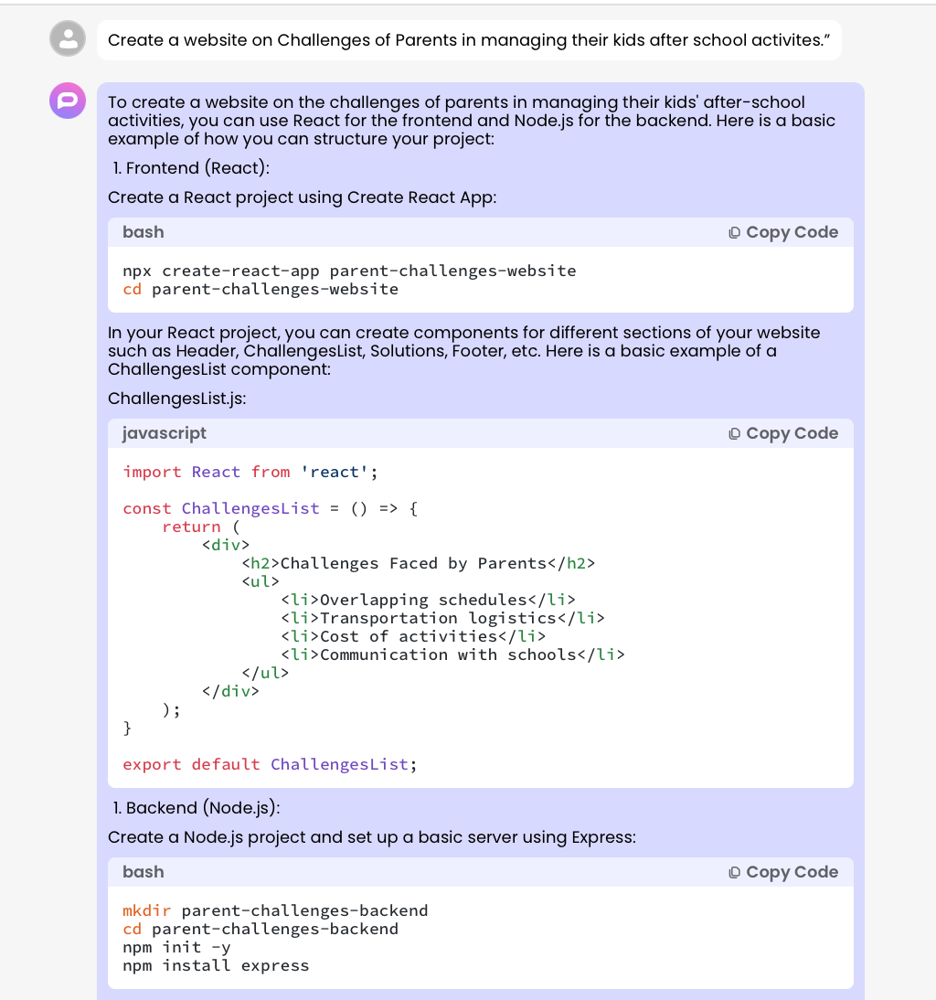 Create a website on Challenges of Parents in managing their kids after school activites.”
To create a website on the challenges of parents in managing their kids' after-school
activities, you can use React for the frontend and Node.js for the backend. Here is a basic
example of how you can structure your project:
1. Frontend (React):
Create a React project using Create React App:
bash
Copy Code
npx create-react-app parent-challenges-website
cd parent-challenges-website
In your React project, you can create components for different sections of your website
such as Header, ChallengesList, Solutions, Footer, etc. Here is a basic example of a
ChallengesList component:
ChallengesList.js:
javascript
Copy Code
import React from 'react';
const ChallengesList = () => {
    return (
        <div>
            <h2>Challenges Faced by Parents</h2>
            <ul>
                <li>Overlapping schedules</li>
                <li>Transportation logistics</li>
                <li>Cost of activities</li>
                <li>Communication with schools</li>
            </ul>
        </div>
    );
}
export default ChallengesList;
1. Backend (Node.js):
Create a Node.js project and set up a basic server using Express:
bash
Copy Code
mkdir parent-challenges-backend
cd parent-challenges-backend
npm init -y
npm install express